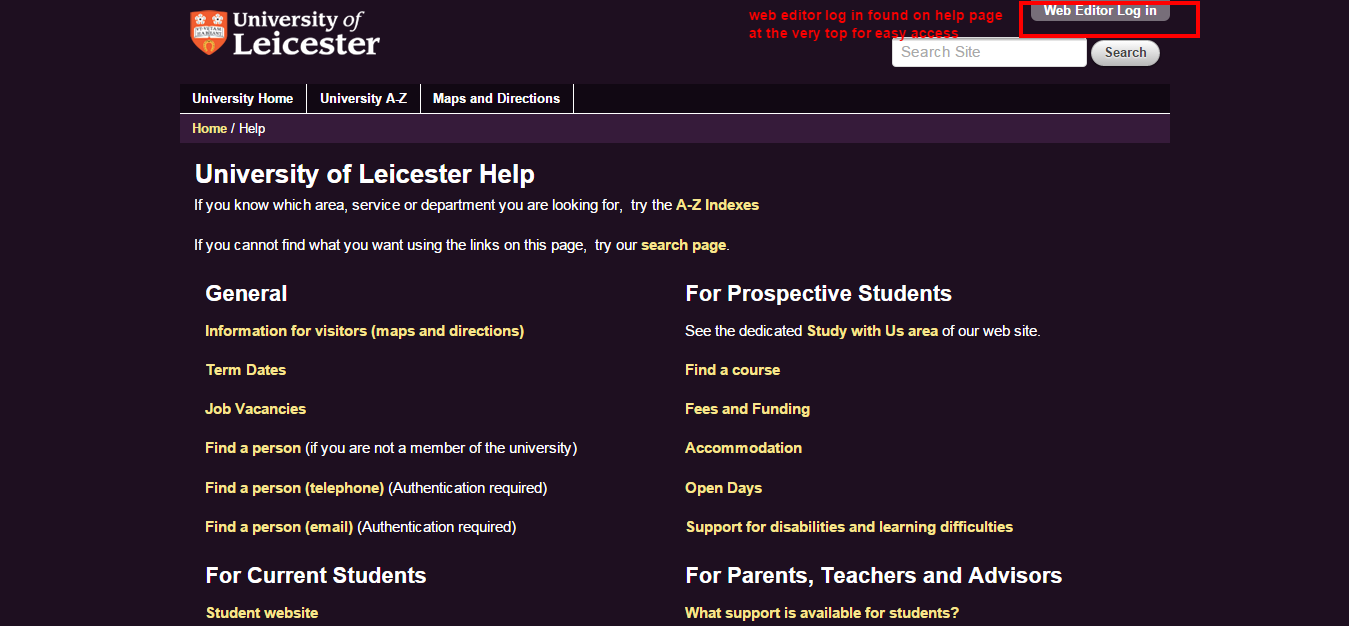 University of
Leicester
web editor log in found on help page
at the very top for easy access
Web Editor Log in
Search Site
Search
University Home
University A-Z
Maps and Directions
Home / Help
University of Leicester Help
If you know which area, service or department you are looking for, try the A-Z Indexes
If you cannot find what you want using the links on this page, try our search page.
General
Information for visitors (maps and directions)
Term Dates
Job Vacancies
Find a person (if you are not a member of the university)
Find a person (telephone) (Authentication required)
Find a person (email) (Authentication required)
For Current Students
Student website
For Prospective Students
See the dedicated Study with Us area of our web site.
Find a course
Fees and Funding
Accommodation
Open Days
Support for disabilities and learning difficulties
For Parents, Teachers and Advisors
What support is available for students?